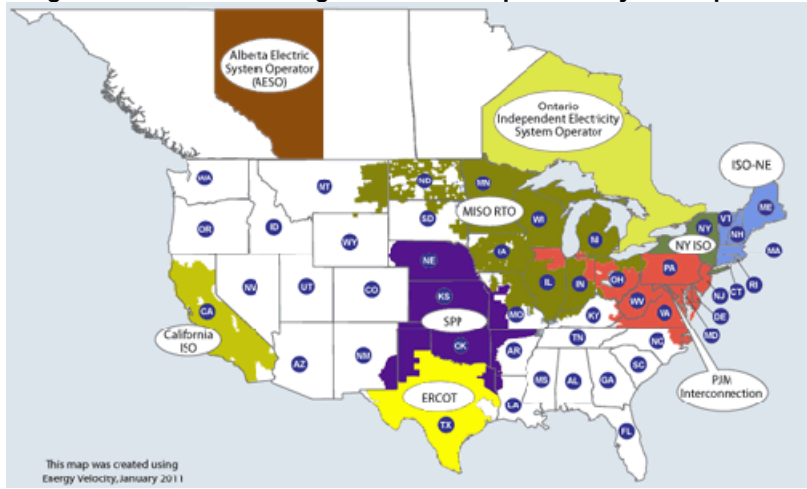 Alberta Electric
System Operator
(AESO)
Ontario
Independent Electricity
System Operator
ISO-NE
WA
MT
ND
MN
VT
ME
OR
ID
SD
MISO RTO
WI
MI
NY
NH
NY ISO
MA
WY
IA
PA
NE
NV
UT
CO
IL
IN
OH
NJ
CT
RI
CA
KS
MO
WV
VA
DE
KY
MD
California
ISO
SPP
OK
AR
TN
NC
AZ
NM
SC
PJM
Interconnection
ERCOT
MS
AL
GA
LA
TX
FL
This map was created using
Energy Velocity, January 2011